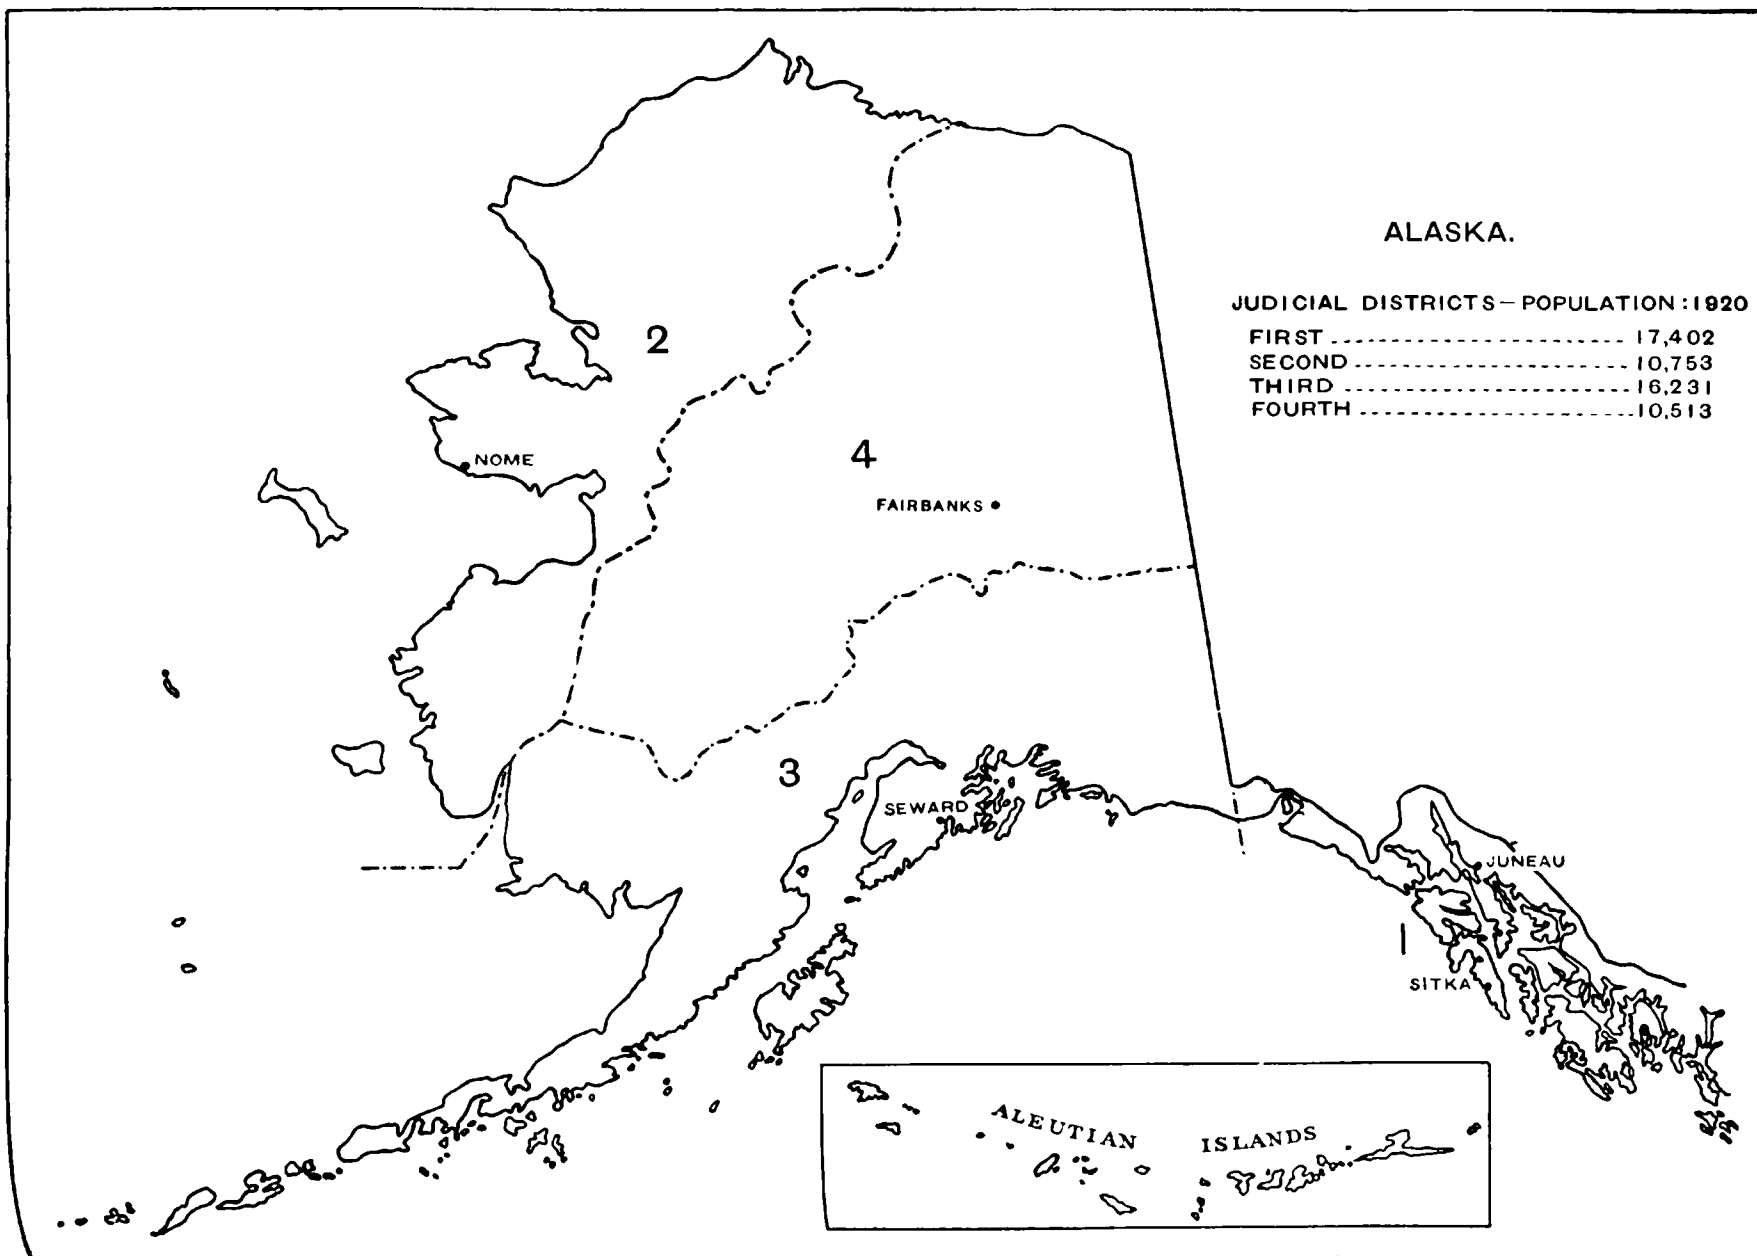 ALASKA.
JUDICIAL DISTRICTS—POPULATION:1920
FIRST ---------------------- 17,402
SECOND -------------------- 10,753
THIRD --------------------- 16,231
FOURTH -------------------- 10,513
2
4
NOME
FAIRBANKS
3
SEWARD
JUNEAU
1
SITKA
ALEUTIAN ISLANDS